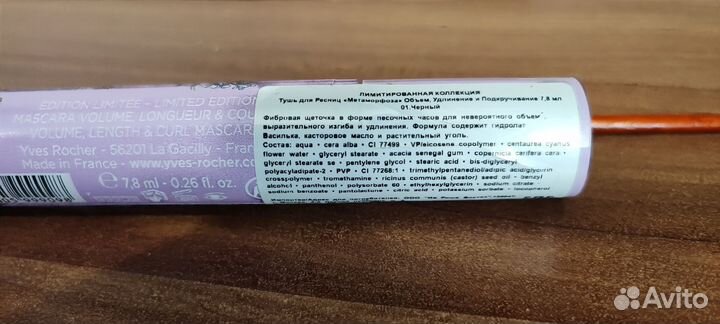 EDITION LIMITÉE - LIMITED EDITION
MASCARA VOLUME, LONGUEUR & COU
VOLUME, LENGTH & CURL MASCAR
Yves Rocher - 56201 La Gacilly - Fran
Made in France - www.yves-rocher.co
7,8 ml - 0.26 fl. oz.
ЛИМИТИРОВАННАЯ КОЛЛЕКЦИЯ
Тушь для Ресниц «Метаморфоза» Объем, Удлинение и Подкручивание 7,8 мл
01.Черный
Фибровая щеточка в форме песочных часов для невероятного объема,
выразительного изгиба и удлинения. Формула содержит гидролат
Василька, касторовое масло и растительный уголь.
Состав: aqua • cera alba • CI 77499 • VP/eicosene copolymer • centaurea cyanus
flower water • glyceryl stearate • acacia senegal gum • copernicia cerifera cera •
glyceryl stearate se • pentylene glycol • stearic acid • bis-diglyceryl
polyacyladipate-2 • PVP • CI 77268:1 • trimethylpentanediol/adipic acid/glycerin
crosspolymer • tromethamine • ricinus communis (castor) seed oil • benzyl
alcohol • panthenol • polysorbate 60 • ethylhexylglycerin • sodium citrate
sodium benzoate • pantolactone • citric acid • potassium sorbate • tocopherol
Avito